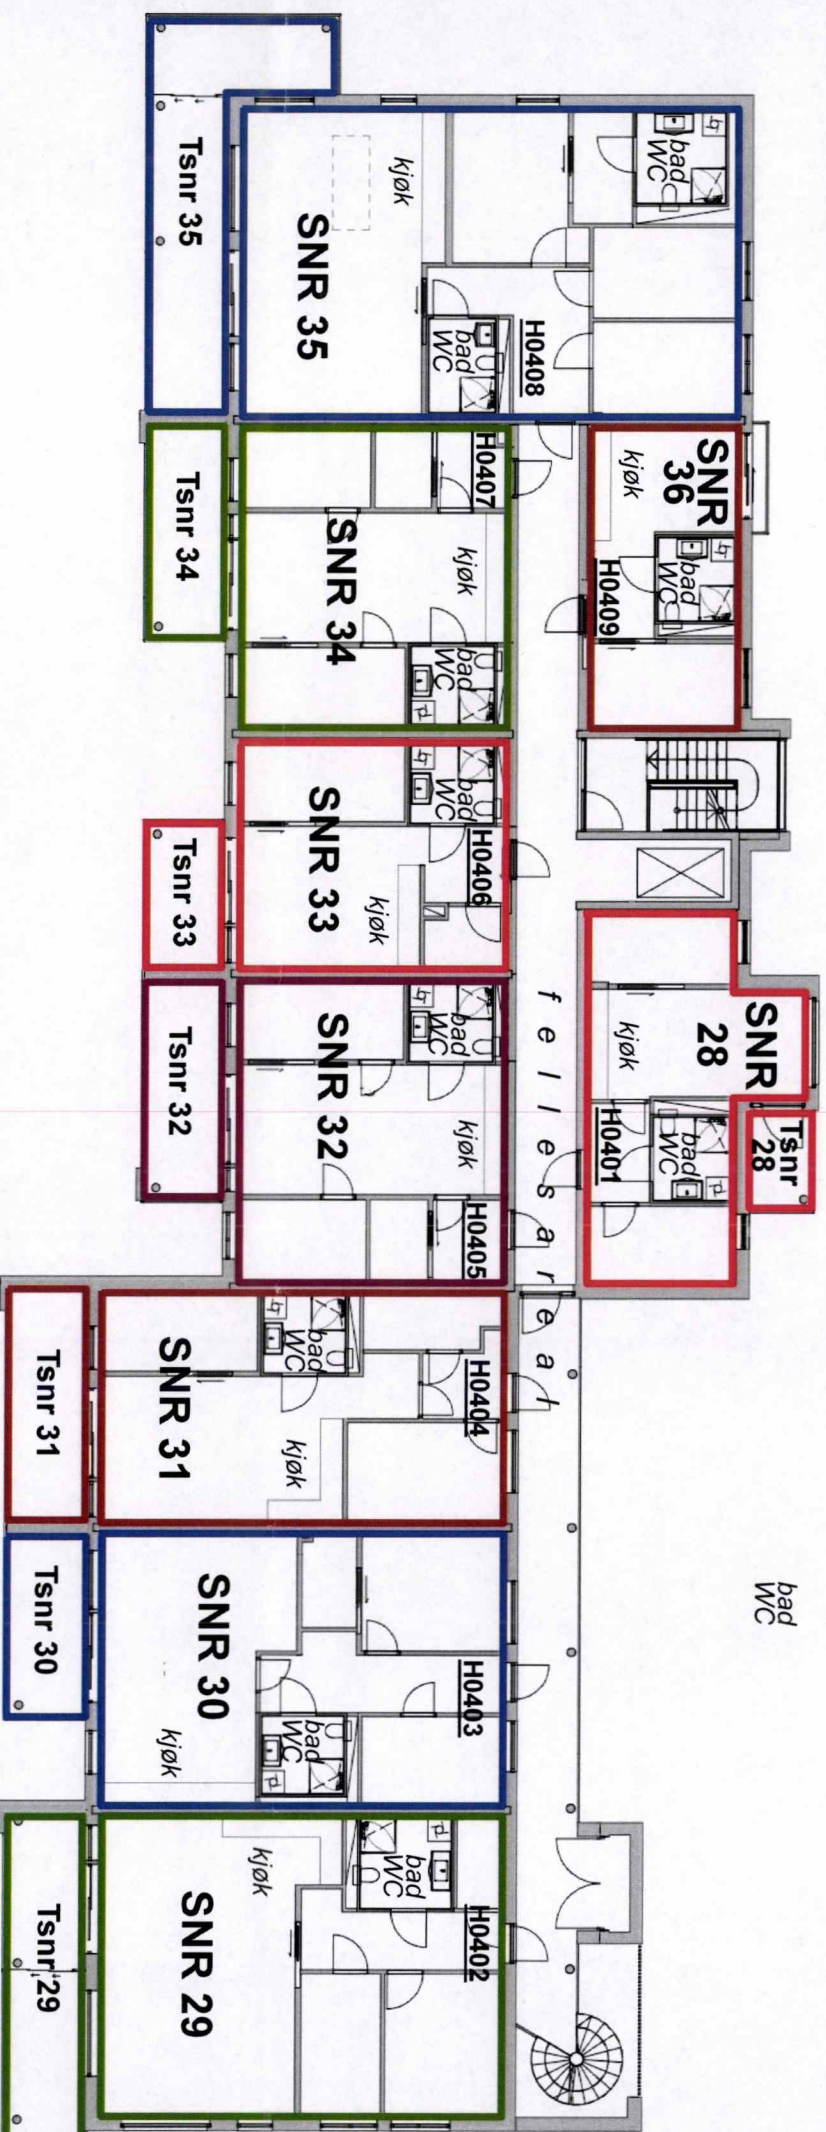 Tsnr 35
SNR 35
kjøk
bad
WC
bad
WC
H0408
Tsnr 34
SNR 34
H0407
kjøk
bad
WC
SNR
36
kjøk
bad
WC
H0409
Tsnr 33
SNR 33
bad
WC
H0406
kjøk
Tsnr 32
SNR 32
bad
WC
kjøk
H0405
fellesareal
SNR
28
kjøk
bad
WC
H0401
Tsnr
28
Tsnr 31
SNR 31
bad
WC
H0404
kjøk
Tsnr 30
SNR 30
H0403
bad
WC
kjøk
Tsnr 29
SNR 29
kjøk
bad
WC
H0402
bad
WC